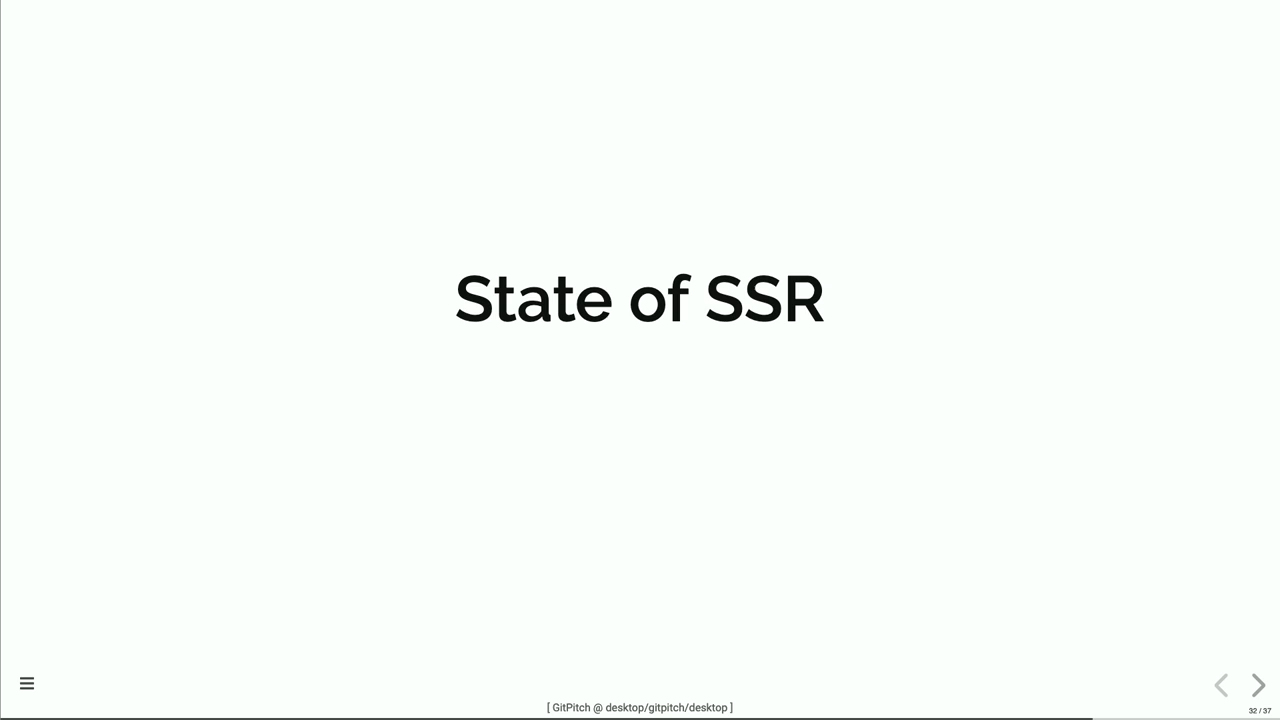 State of SSR
[ GitPitch @ desktop/gitpitch/desktop ]
32 / 37